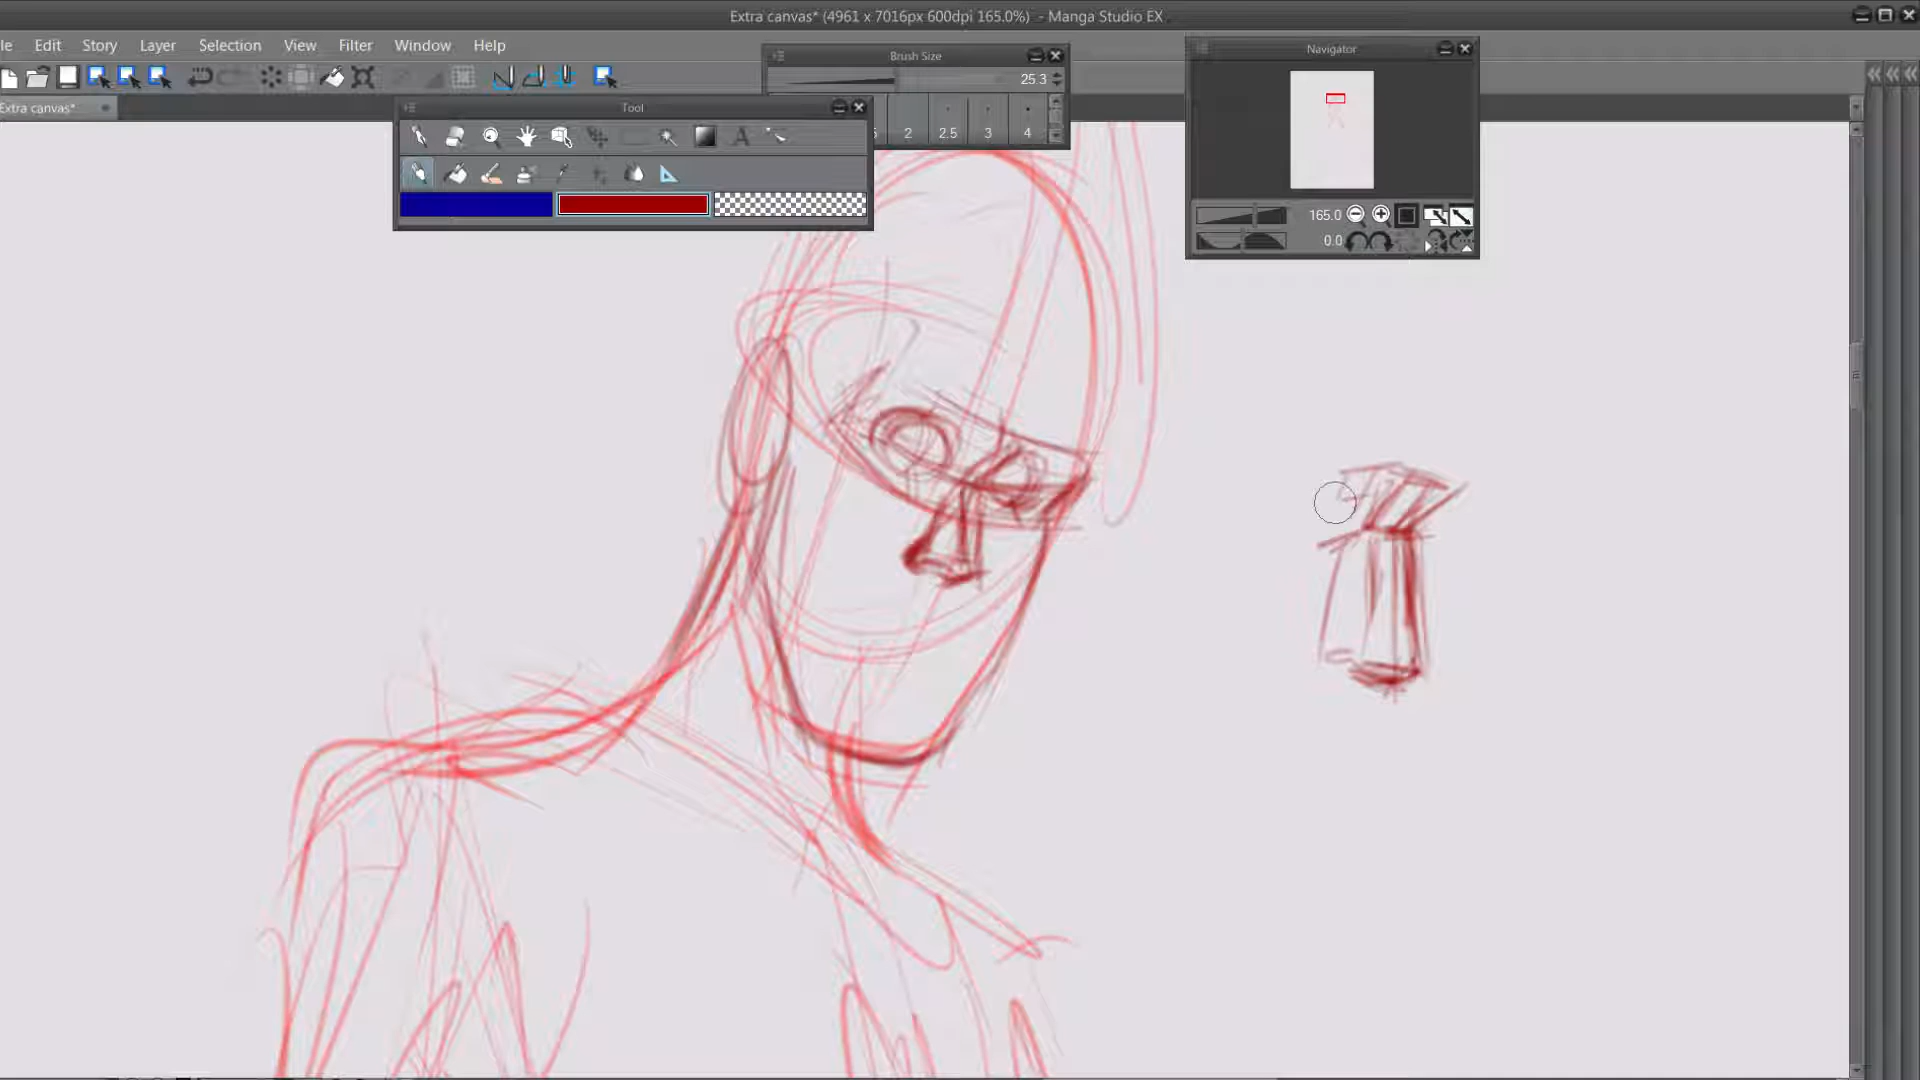 Extra canvas* (4961 x 7016px 600dpi 165.0%) - Manga Studio EX
le Edit Story Layer Selection View Filter Window Help
Brush Size
Navigator
25.3
Extra canvas*
Tool
2 2.5 3 4
165.0
0.0